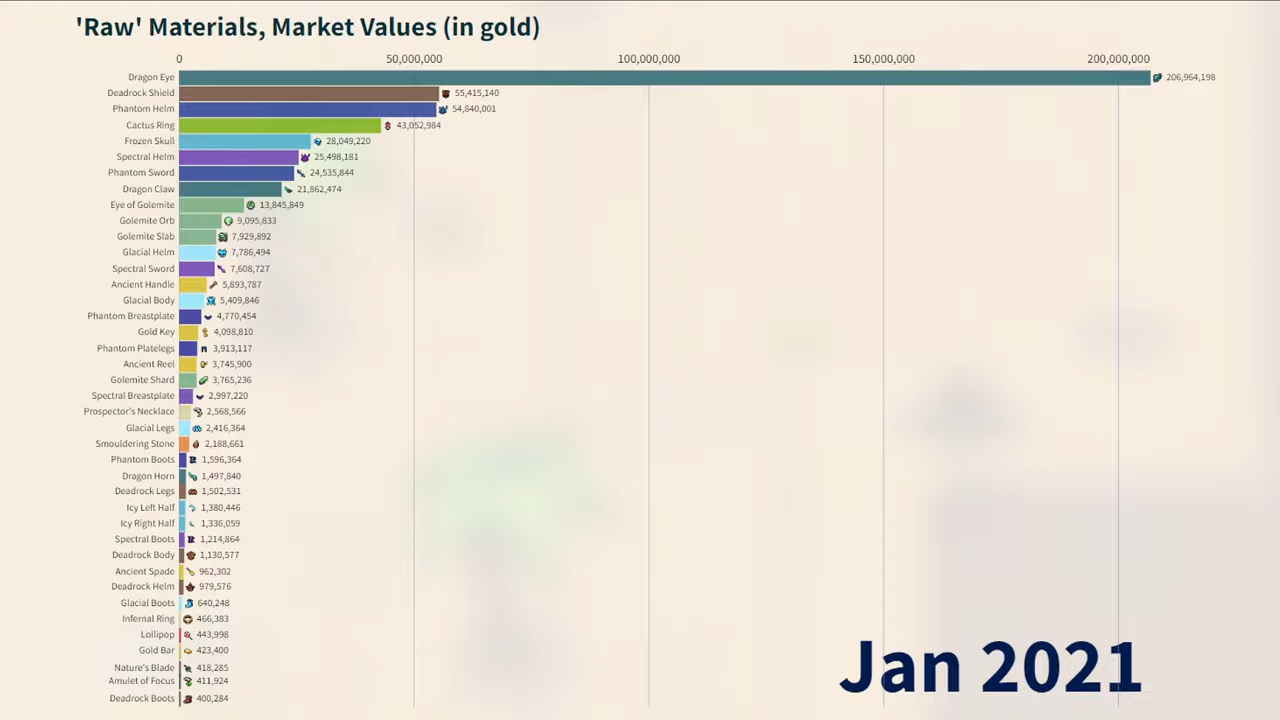 'Raw' Materials, Market Values (in gold)
0 50,000,000 100,000,000 150,000,000 200,000,000
Dragon Eye 206,964,198
Deadrock Shield 55,415,140
Phantom Helm 54,840,001
Cactus Ring 43,052,984
Frozen Skull 28,049,220
Spectral Helm 25,498,181
Phantom Sword 24,535,844
Dragon Claw 21,862,474
Eye of Golemite 13,845,849
Golemite Orb 9,095,833
Golemite Slab 7,929,892
Glacial Helm 7,786,494
Spectral Sword 7,608,727
Ancient Handle 5,893,787
Glacial Body 5,409,846
Phantom Breastplate 4,770,454
Gold Key 4,098,810
Phantom Platelegs 3,913,117
Ancient Reel 3,745,900
Golemite Shard 3,765,236
Spectral Breastplate 2,997,220
Prospector's Necklace 2,568,566
Glacial Legs 2,416,364
Smouldering Stone 2,188,661
Phantom Boots 1,596,364
Dragon Horn 1,497,840
Deadrock Legs 1,502,531
Icy Left Half 1,380,446
Icy Right Half 1,336,059
Spectral Boots 1,214,864
Deadrock Body 1,130,577
Ancient Spade 962,302
Deadrock Helm 979,576
Glacial Boots 640,248
Infernal Ring 466,383
Lollipop 443,998
Gold Bar 423,400
Nature's Blade 418,285
Amulet of Focus 411,924
Deadrock Boots 400,284
Jan 2021